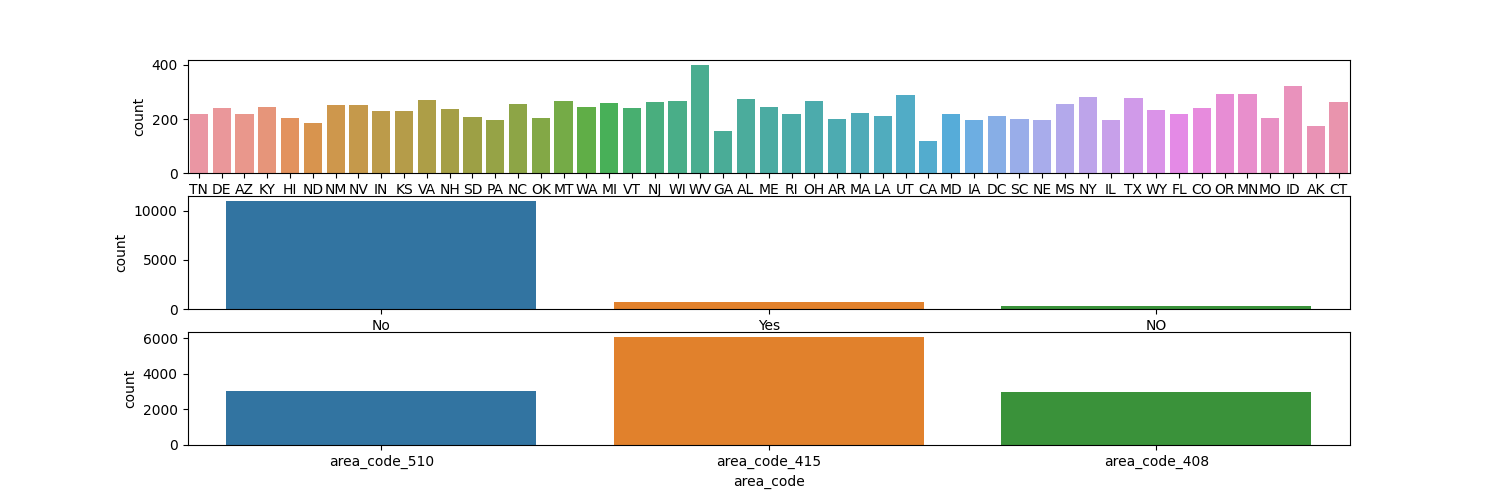 400
200
0
count
TN DE AZ KY HI ND NM NV IN KS VA NH SD PA NC OK MT WA MI VT NJ WI WV GA AL ME RI OH AR MA LA UT CA MD IA DC SC NE MS NY IL TX WY FL CO OR MN MO ID AK CT
10000
5000
0
count
No Yes NO
6000
4000
2000
0
count
area_code_510 area_code_415 area_code_408
area_code